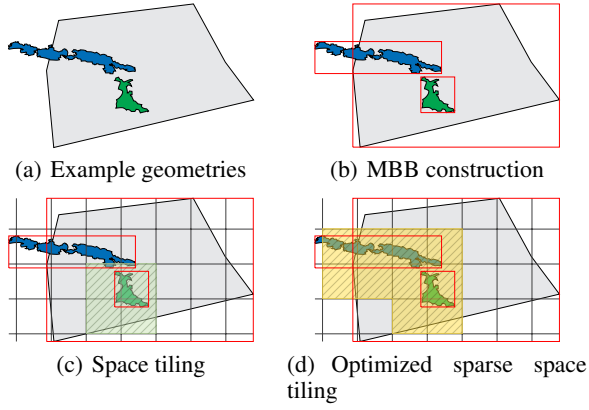 (a) Example geometries
(b) MBB construction
(c) Space tiling
(d) Optimized sparse space
tiling